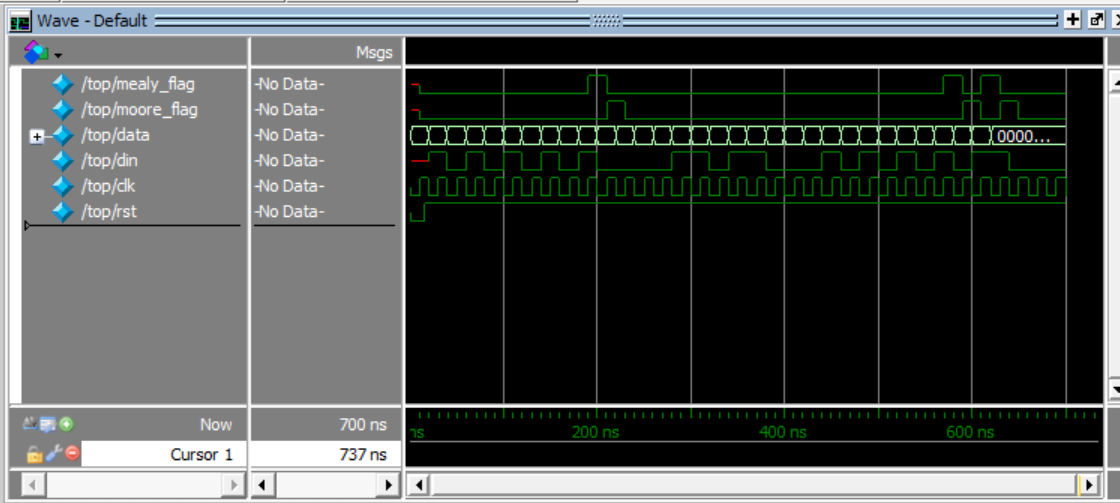 Wave - Default
Msgs
/top/mealy_flag -No Data-
/top/moore_flag -No Data-
/top/data -No Data- 0000...
/top/din -No Data-
/top/clk -No Data-
/top/rst -No Data-
Now 700 ns
ns 200 ns 400 ns 600 ns
Cursor 1 737 ns